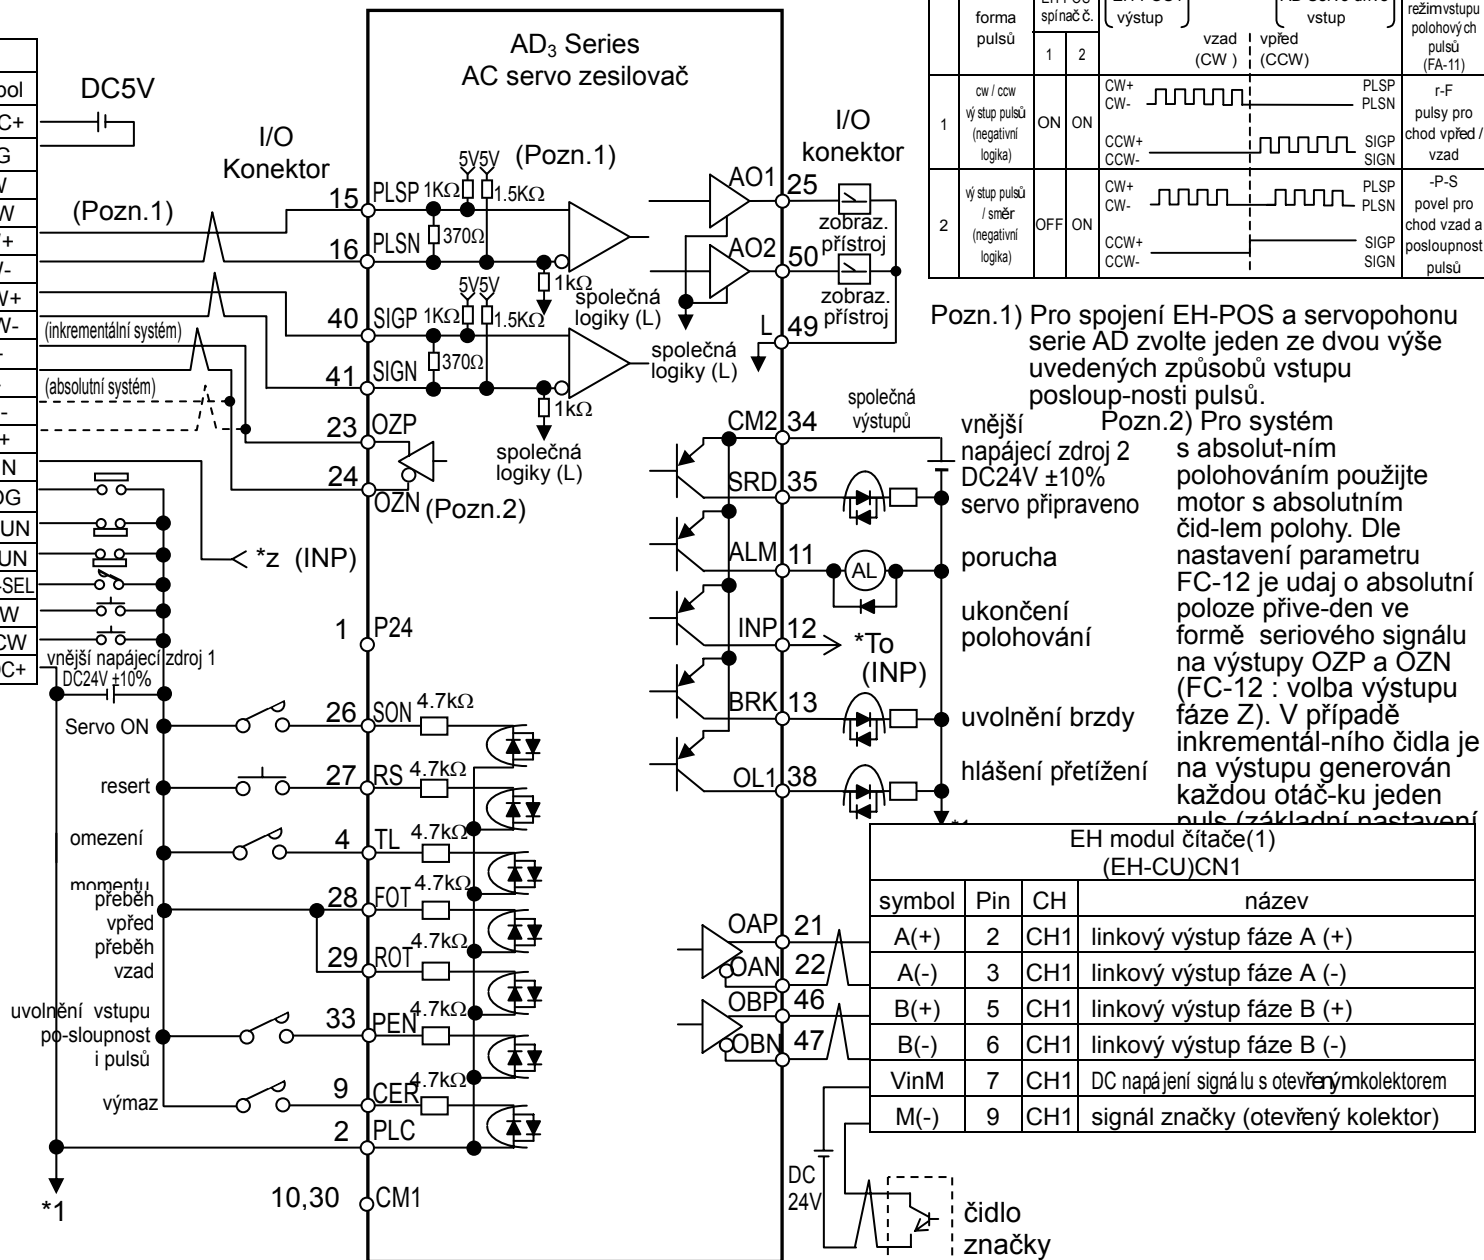 AD₃ Series
AC servo zesilovač
DC5V
I/O
Konektor
(Pozn.1)
(inkrementální systém)
(absolutní systém)
C+
G
W
+
-
N
OG
UN
UN
-SEL
W
CW
C+
15 PLSP 1KΩ 5V5V (Pozn.1)
1.5KΩ
370Ω
16 PLSN
1kΩ
společná
logiky (L)
40 SIGP 1KΩ 5V5V
1.5KΩ
370Ω
41 SIGN
1kΩ
společná
logiky (L)
společná
logiky (L)
23 OZP
24
OZN (Pozn.2)
*z (INP)
1 P24
vnější napájecí zdroj 1
DC24V ±10%
Servo ON 26 SON 4.7kΩ
resert 27 RS 4.7kΩ
omezení
momentu
4 TL 4.7kΩ
přeběh
vpřed
28 FOT 4.7kΩ
přeběh
vzad
29 ROT 4.7kΩ
uvolnění vstupu
po-sloupnost
i pulsů
33 PEN 4.7kΩ
výmaz 9 CER 4.7kΩ
2 PLC
10,30 CM1
*1
I/O
konektor
AO1 25
zobraz.
přístroj
AO2 50
zobraz.
přístroj
L 49
společná
výstupů
CM2 34
vnější
napájecí zdroj 2
DC24V ±10%
SRD 35 servo připraveno
ALM 11 AL porucha
INP 12 *To
(INP)
ukončení
polohování
BRK 13 uvolnění brzdy
OL1 38 hlášení přetížení
OAP 21
OAN 22
OBP 46
OBN 47
DC
24V
čidlo
značky
forma
pulsů
spínač č.
1 2
výstup
vzad
(CW )
vpřed
(CCW)
vstup
režim vstupu
polohových
pulsů
(FA-11)
1
cw / ccw
výstup pulsů
(negativní
logika)
ON ON
CW+
CW-
CCW+
CCW-
PLSP
PLSN
SIGP
SIGN
r-F
pulsy pro
chod vpřed /
vzad
2
výstup pulsů
/ směr
(negativní
logika)
OFF ON
CW+
CW-
CCW+
CCW-
PLSP
PLSN
SIGP
SIGN
-P-S
povel pro
chod vzad a
posloupnost
pulsů
Pozn.1) Pro spojení EH-POS a servopohonu
serie AD zvolte jeden ze dvou výše
uvedených způsobů vstupu
posloup-nosti pulsů.
Pozn.2) Pro systém
s absolut-ním
polohováním použijte
motor s absolutním
čid-lem polohy. Dle
nastavení parametru
FC-12 je udaj o absolutní
poloze přive-den ve
formě seriového signálu
na výstupy OZP a OZN
(FC-12 : volba výstupu
fáze Z). V případě
inkrementál-ního čidla je
na výstupu generován
každou otáč-ku jeden
puls (základní nastavení
EH modul čítače(1)
(EH-CU)CN1
symbol Pin CH název
A(+) 2 CH1 linkový výstup fáze A (+)
A(-) 3 CH1 linkový výstup fáze A (-)
B(+) 5 CH1 linkový výstup fáze B (+)
B(-) 6 CH1 linkový výstup fáze B (-)
VinM 7 CH1 DC napájení signálu s otevřeným kolektorem
M(-) 9 CH1 signál značky (otevřený kolektor)